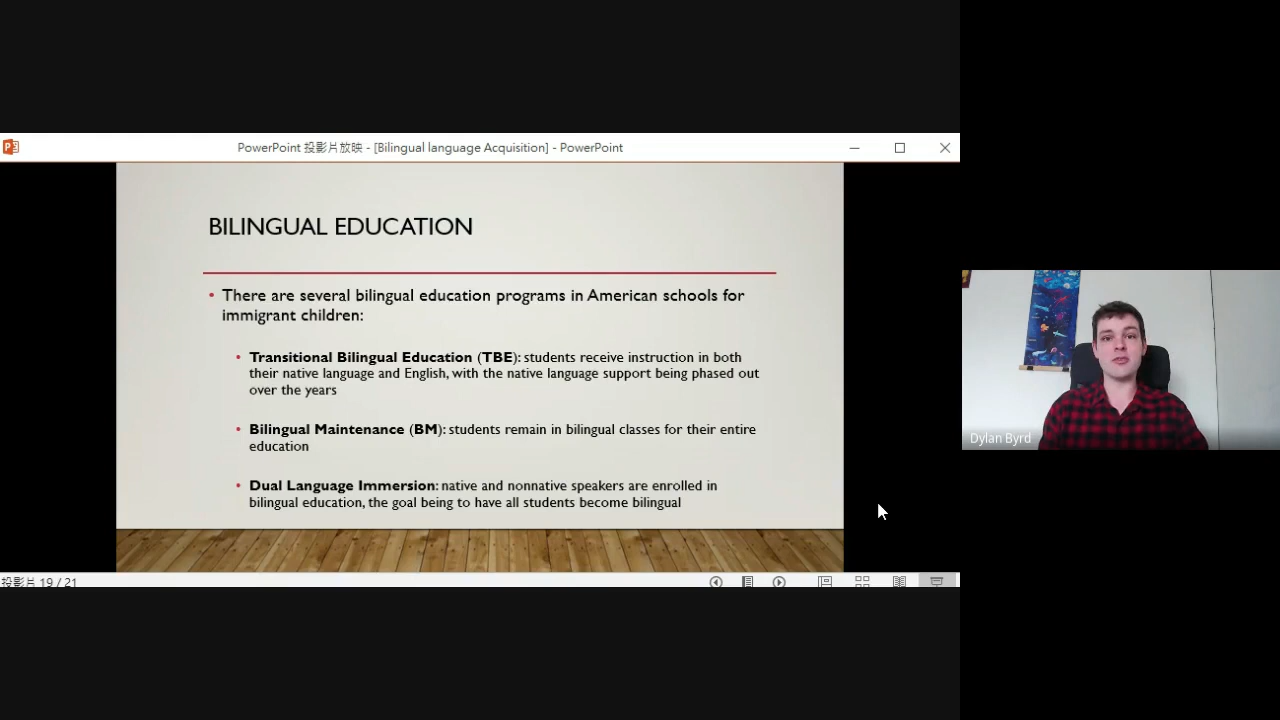 PowerPoint 投影片放映 - [Bilingual language Acquisition] - PowerPoint
BILINGUAL EDUCATION
• There are several bilingual education programs in American schools for
immigrant children:
• Transitional Bilingual Education (TBE): students receive instruction in both
their native language and English, with the native language support being phased out
over the years
• Bilingual Maintenance (BM): students remain in bilingual classes for their entire
education
• Dual Language Immersion: native and nonnative speakers are enrolled in
bilingual education, the goal being to have all students become bilingual
Dylan Byrd
投影片 19 / 21